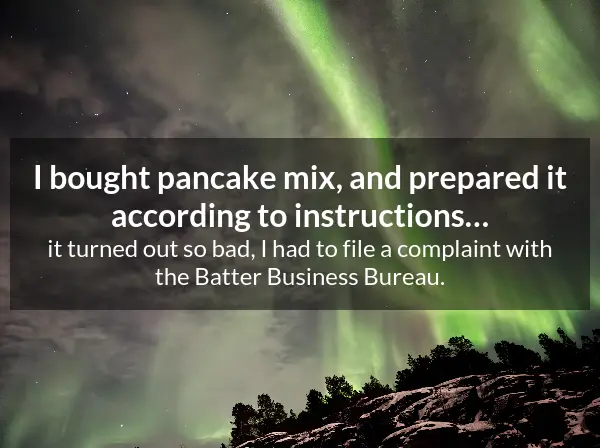 I bought pancake mix, and prepared it
according to instructions...
it turned out so bad, I had to file a complaint with
the Batter Business Bureau.